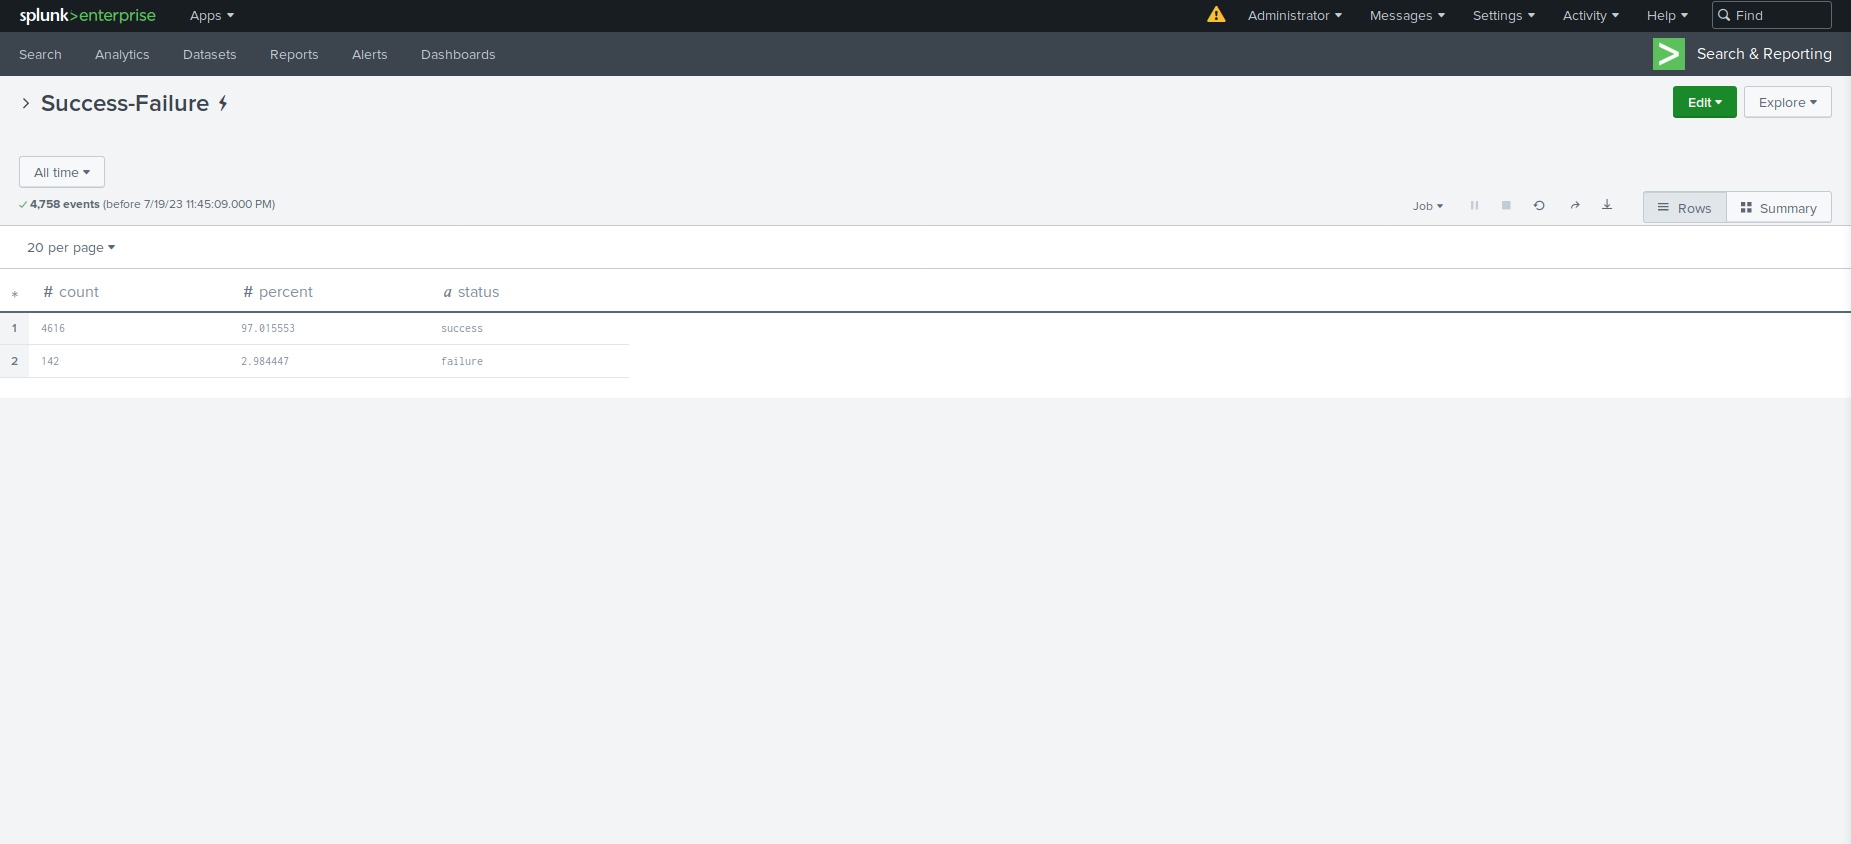 splunk>enterprise Apps Administrator Messages Settings Activity Help Find
Search Analytics Datasets Reports Alerts Dashboards Search & Reporting
Success-Failure Edit Explore
All time
4,758 events (before 7/19/23 11:45:09.000 PM) Job Rows Summary
20 per page
* # count # percent a status
1 4616 97.015553 success
2 142 2.984447 failure